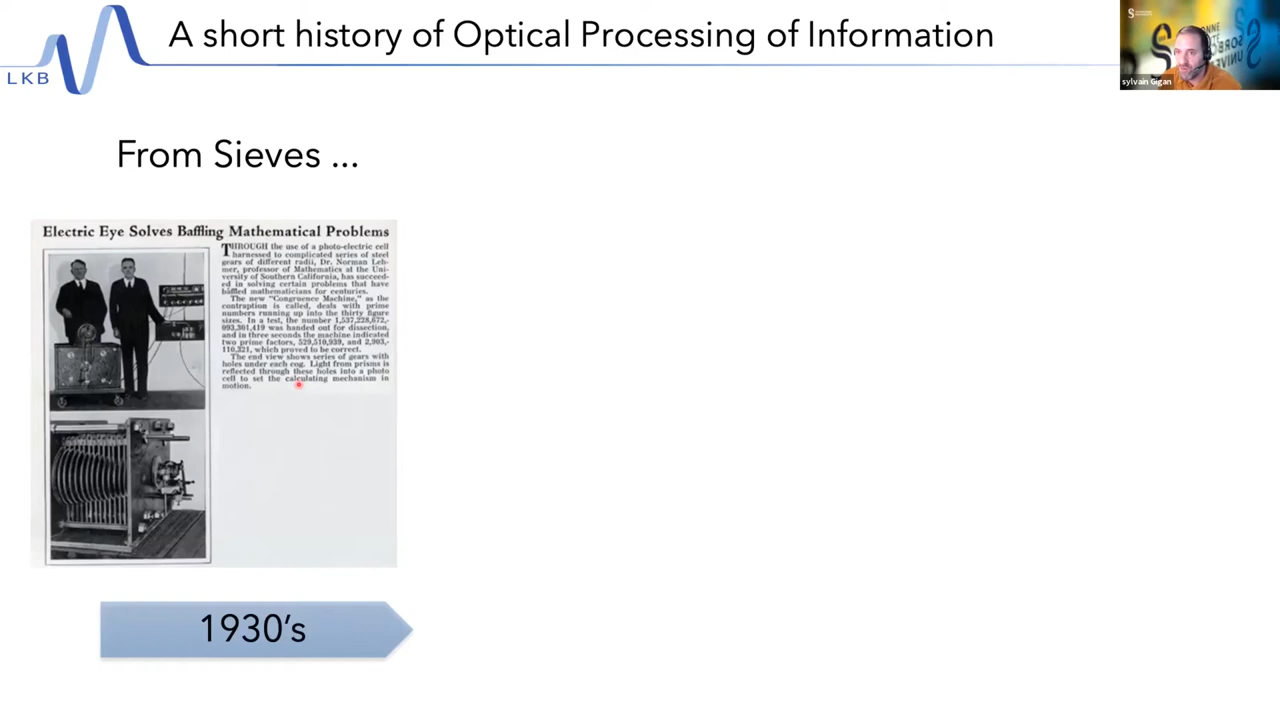 A short history of Optical Processing of Information
LKB
sylvain Gigan
From Sieves ...
Electric Eye Solves Baffling Mathematical Problems
THROUGH the use of a photo-electric cell
harnessed to complicated series of steel
gears of different radii, Dr. Norman Leh-
mer, professor of Mathematics at the Uni-
versity of Southern California, has succeed-
ed in solving certain problems that have
baffled mathematicians for centuries.
The new "Congruence Machine," as the
contraption is called, deals with prime
numbers running up into the thirty figure
sizes. In a test, the number 1,537,228,672,-
093,301,419 was handed out for dissection,
and in three seconds the machine indicated
two prime factors, 529,510,939, and 2,903,-
110,321, which proved to be correct.
The end view shows series of gears with
holes under each cog. Light from prisms is
reflected through these holes into a photo
cell to set the calculating mechanism in
motion.
1930's